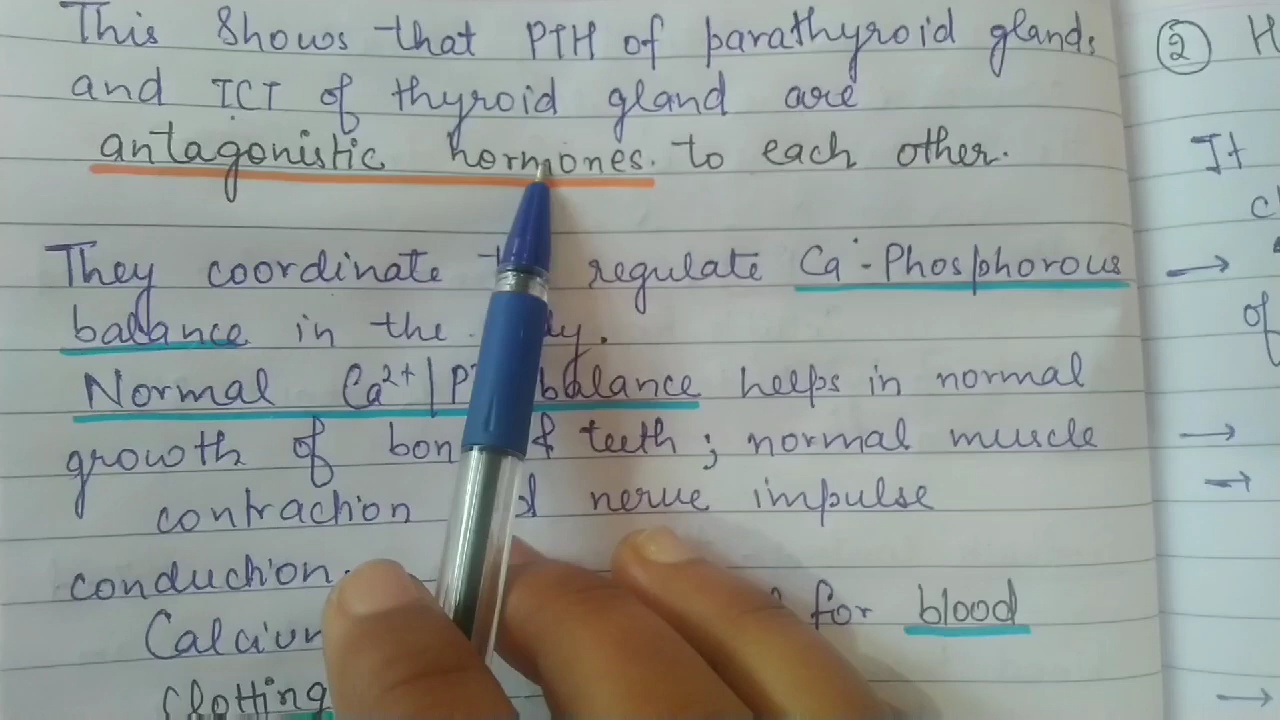 This Shows that PTH of parathyroid glands
and TCT of thyroid gland are
antagonistic hormones. to each other.
They coordinate regulate Ca - Phosphorous
balance in the
Normal Ca²⁺| balance helps in normal
growth of teeth; normal muscle
contraction nerve impulse
conduction.
for blood
Clotting
② H
It
of